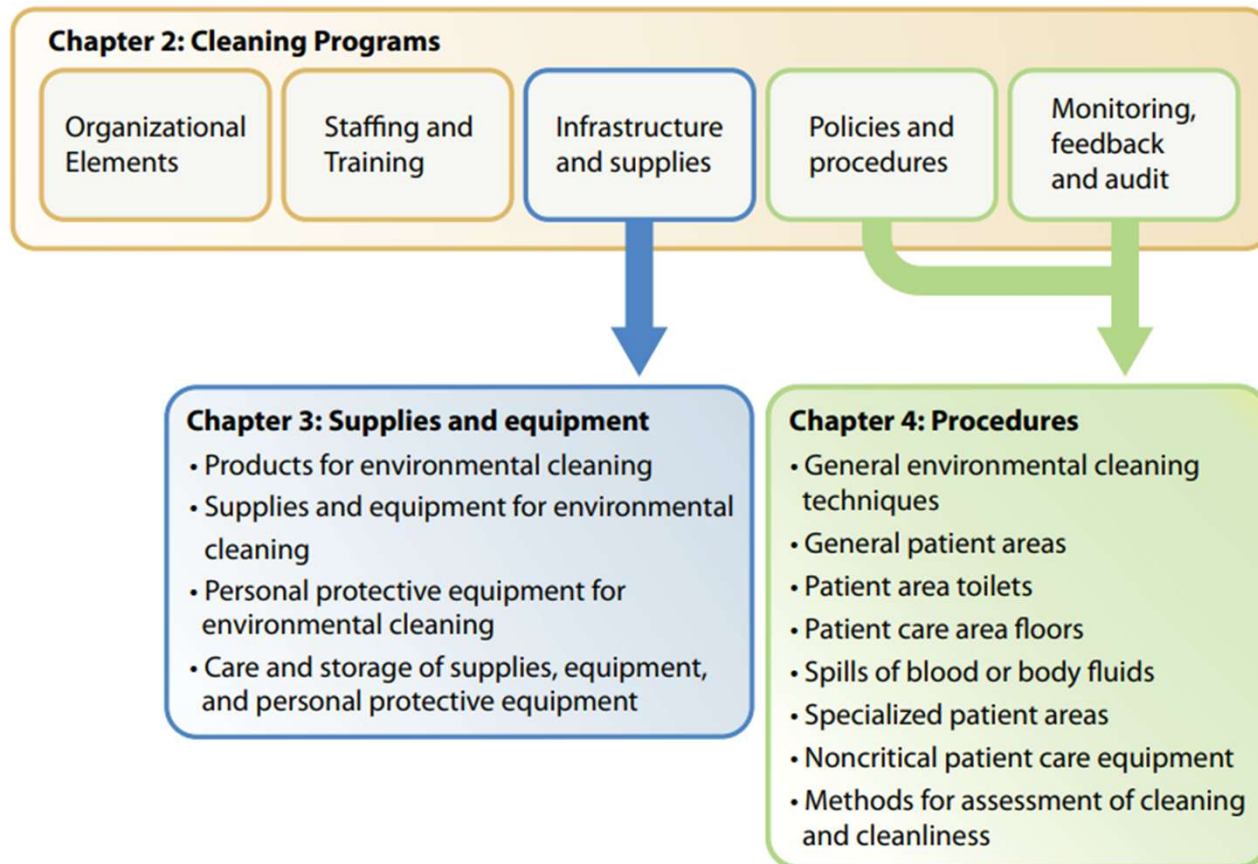 Chapter 2: Cleaning Programs
Organizational
Elements
Staffing and
Training
Infrastructure
and supplies
Policies and
procedures
Monitoring,
feedback
and audit
Chapter 3: Supplies and equipment
• Products for environmental cleaning
• Supplies and equipment for environmental
cleaning
• Personal protective equipment for
environmental cleaning
• Care and storage of supplies, equipment,
and personal protective equipment
Chapter 4: Procedures
• General environmental cleaning
techniques
• General patient areas
• Patient area toilets
• Patient care area floors
• Spills of blood or body fluids
• Specialized patient areas
• Noncritical patient care equipment
• Methods for assessment of cleaning
and cleanliness